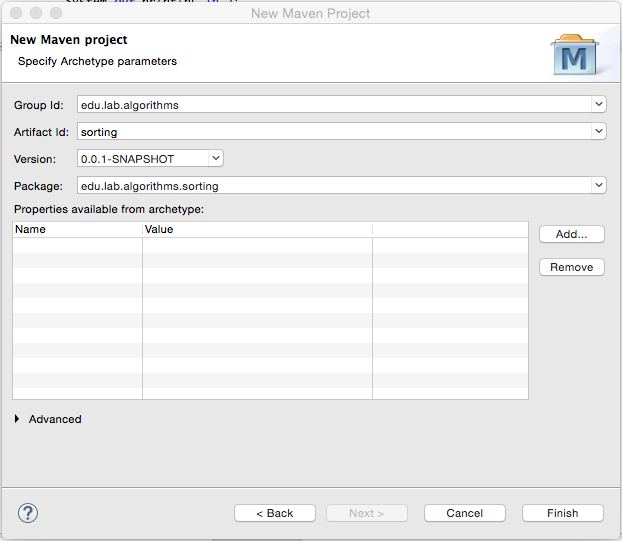 New Maven Project
New Maven project
Specify Archetype parameters
M
Group Id: edu.lab.algorithms
Artifact Id: sorting
Version: 0.0.1-SNAPSHOT
Package: edu.lab.algorithms.sorting
Properties available from archetype:
Name Value
Add...
Remove
Advanced
? < Back Next > Cancel Finish